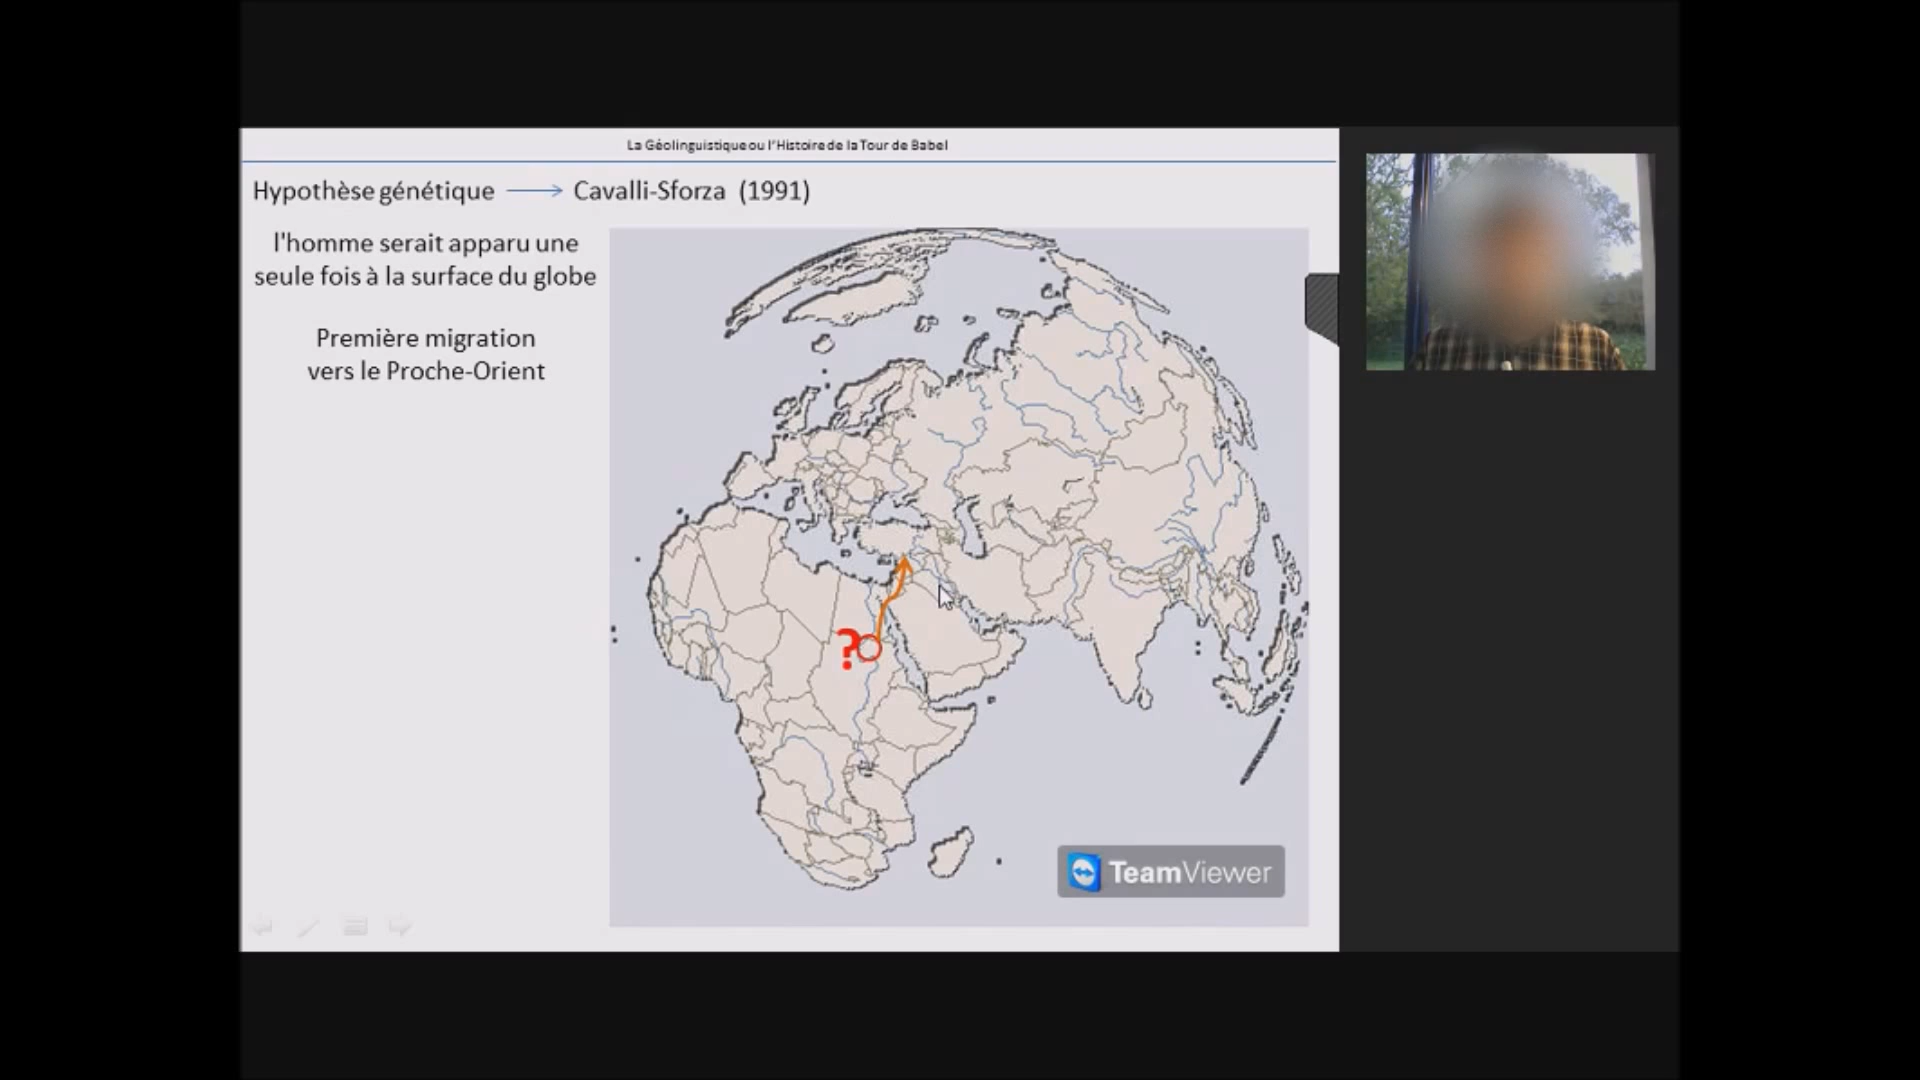 La Géolinguistique ou l'Histoire de la Tour de Babel
Hypothèse génétique → Cavalli-Sforza (1991)
l'homme serait apparu une
seule fois à la surface du globe
Première migration
vers le Proche-Orient
?
TeamViewer